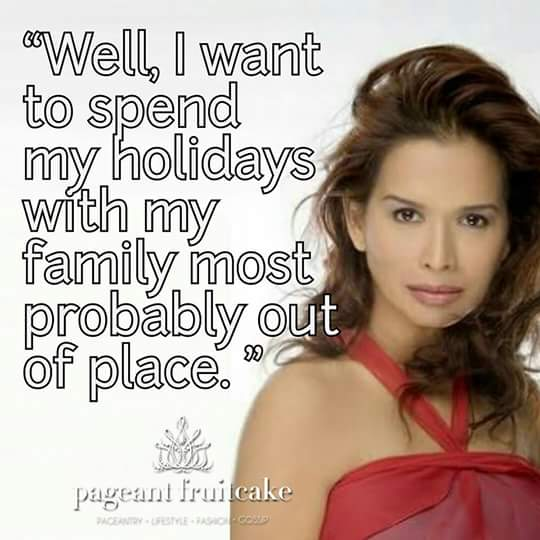 “Well, I want
to spend
my holidays
with my
family most
probably out
of place. ”
pageant fruitcake
PAGEANTRY - LIFESTYLE - FASHION - GOSSIP